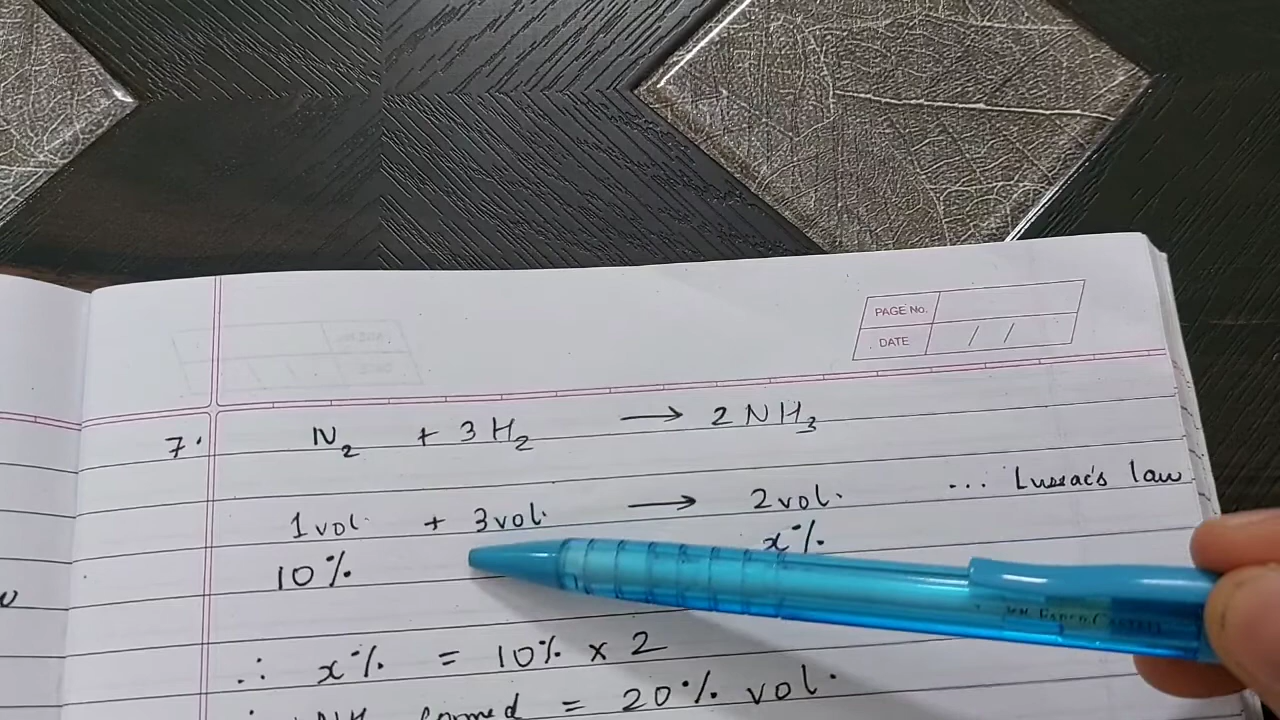 PAGE No.
DATE / /
7. N₂ + 3 H₂ → 2 NH₃
1 vol. + 3 vol. → 2 vol. ... Lussac's law
10% x%
∴ x% = 10% × 2
∴ NH formed = 20% vol.